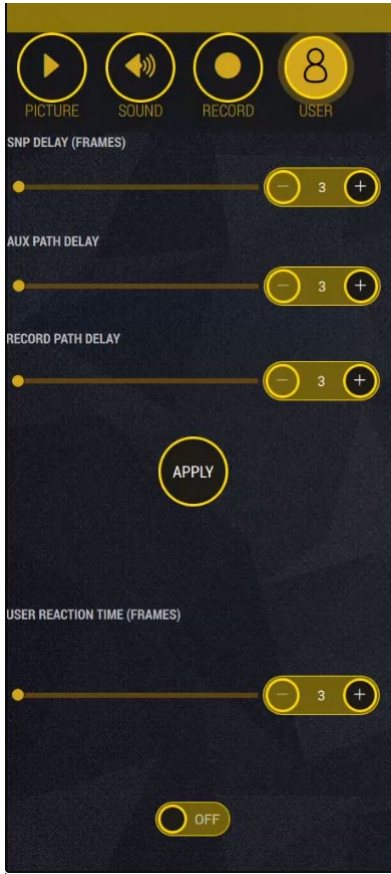 PICTURE SOUND RECORD USER
SNP DELAY (FRAMES)
− 3 +
AUX PATH DELAY
− 3 +
RECORD PATH DELAY
− 3 +
APPLY
USER REACTION TIME (FRAMES)
− 3 +
OFF